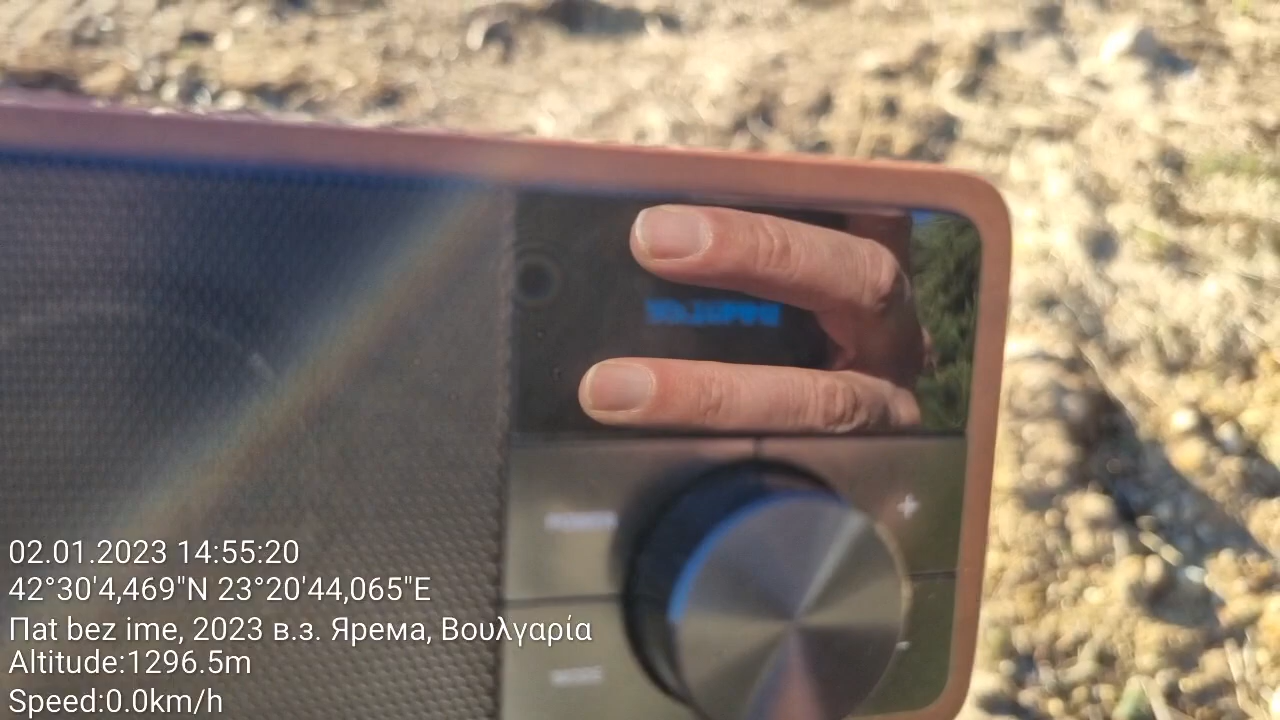 +
-
02.01.2023 14:55:20
42°30'4,469"N 23°20'44,065"E
Пat bez ime, 2023 в.з. Ярема, Βουλγαρία
Altitude:1296.5m
Speed:0.0km/h